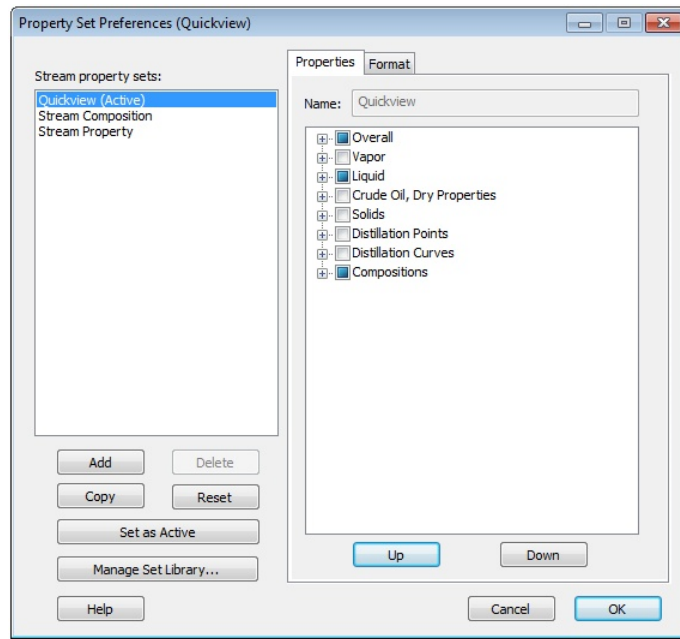 Property Set Preferences (Quickview)
Stream property sets:
Quickview (Active)
Stream Composition
Stream Property
Add
Delete
Copy
Reset
Set as Active
Manage Set Library...
Help
Properties
Format
Name:
Quickview
Overall
Vapor
Liquid
Crude Oil, Dry Properties
Solids
Distillation Points
Distillation Curves
Compositions
Up
Down
Cancel
OK